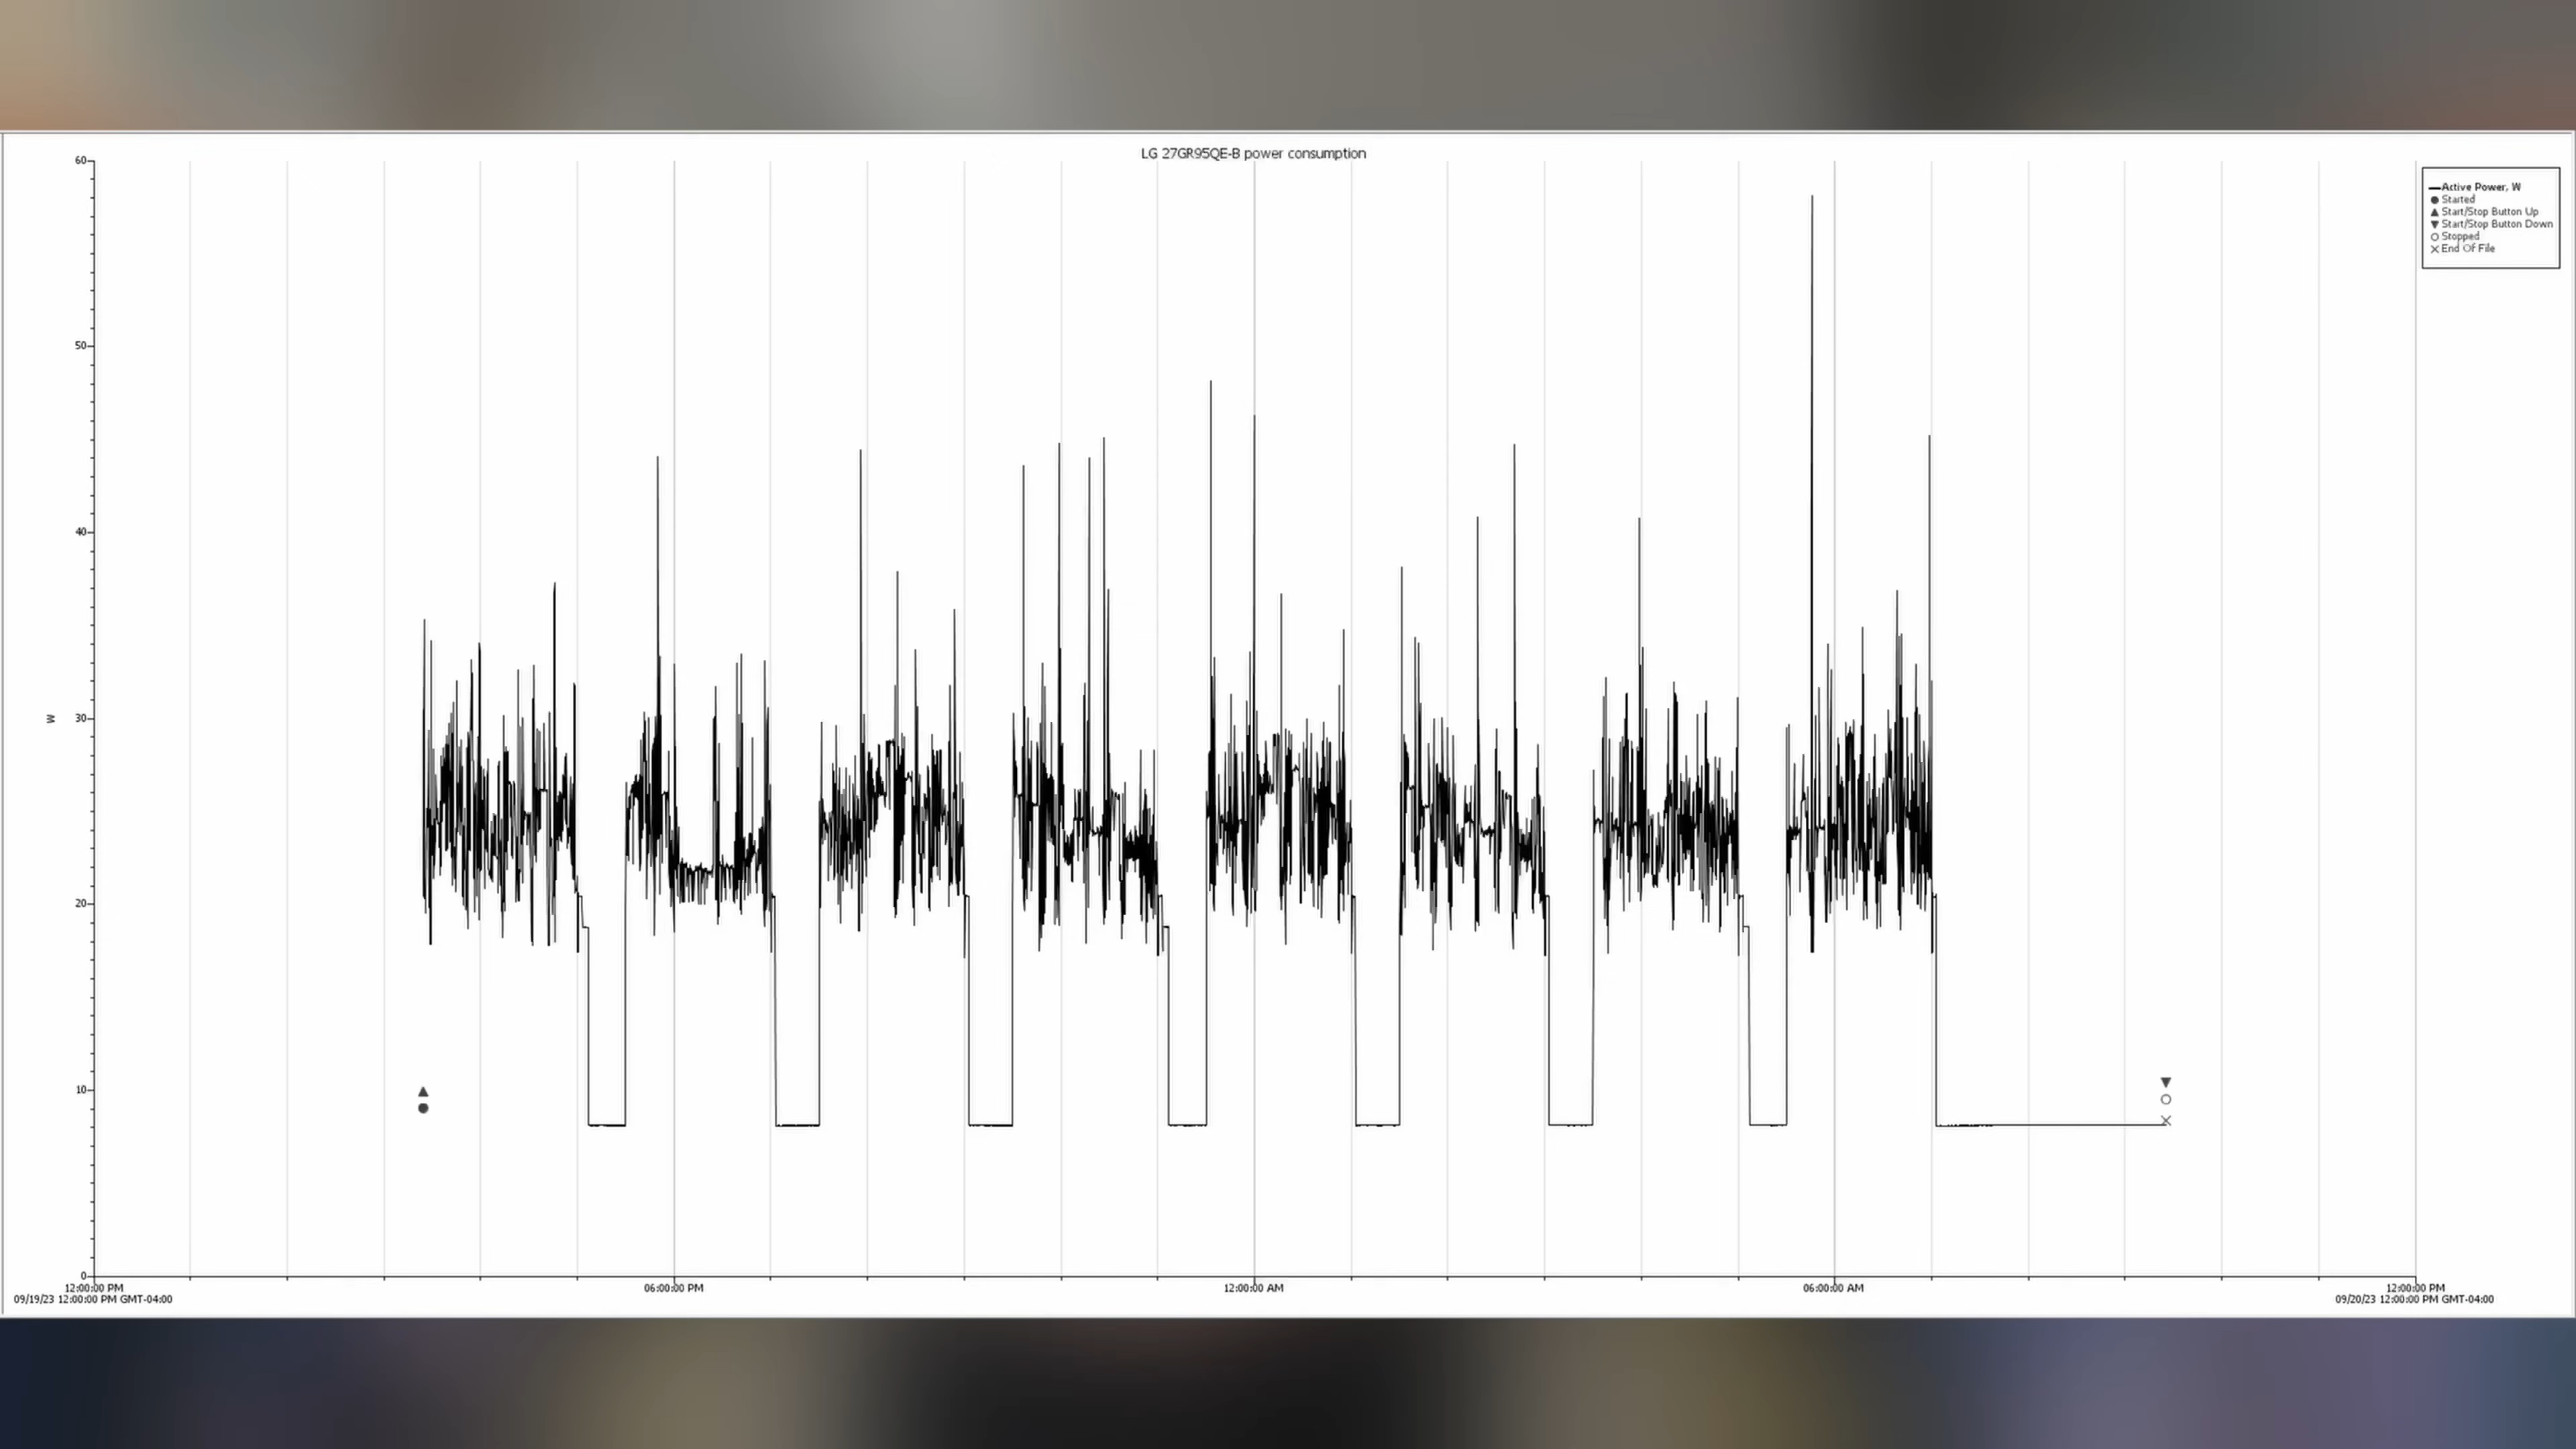 LG 27GR95QE-B power consumption
Active Power, W
Started
Start/Stop Button Up
Start/Stop Button Down
Stopped
End Of File
60
50
40
30
20
10
0
W
12:00:00 PM
06:00:00 PM
12:00:00 AM
06:00:00 AM
12:00:00 PM
09/19/23 12:00:00 PM GMT-04:00
09/20/23 12:00:00 PM GMT-04:00